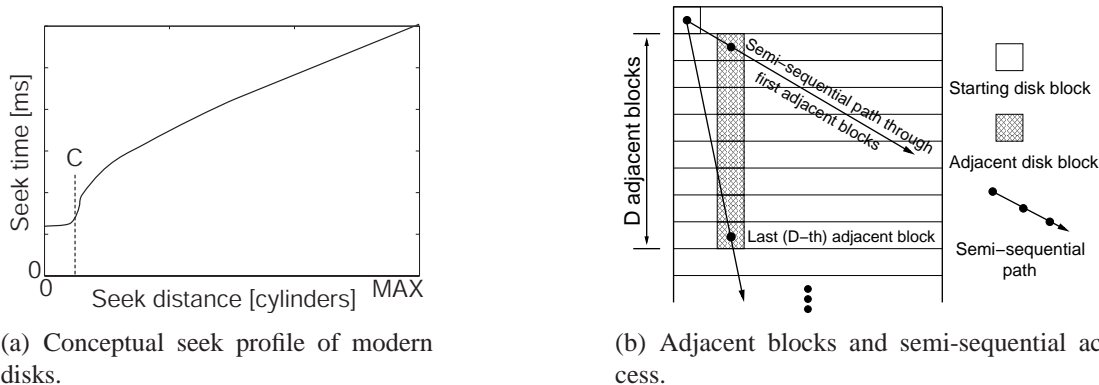 Seek time [ms]
C
0
0
Seek distance [cylinders]
MAX
(a) Conceptual seek profile of modern
disks.
D adjacent blocks
Semi−sequential path through
first adjacent blocks
Last (D−th) adjacent block
Starting disk block
Adjacent disk block
Semi−sequential
path
(b) Adjacent blocks and semi-sequential ac
cess.